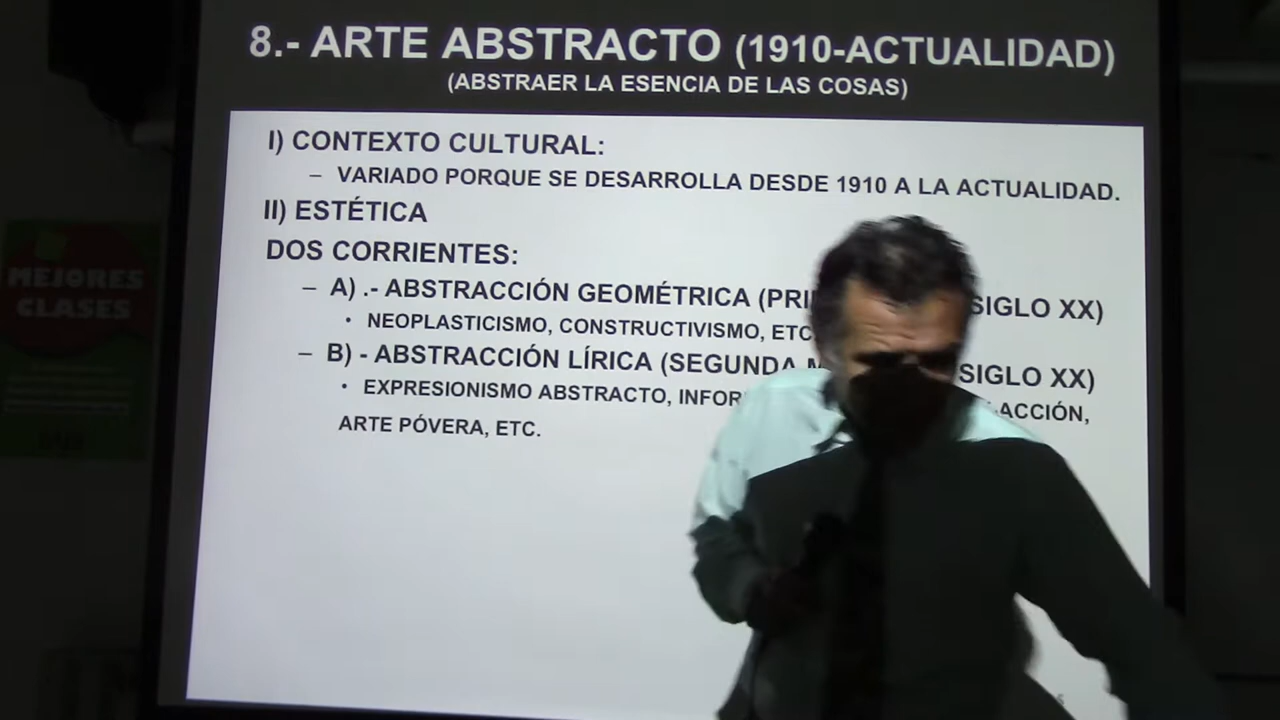 8.- ARTE ABSTRACTO (1910-ACTUALIDAD)
(ABSTRAER LA ESENCIA DE LAS COSAS)
I) CONTEXTO CULTURAL:
– VARIADO PORQUE SE DESARROLLA DESDE 1910 A LA ACTUALIDAD.
II) ESTÉTICA
DOS CORRIENTES:
– A) .- ABSTRACCIÓN GEOMÉTRICA (PRI SIGLO XX)
• NEOPLASTICISMO, CONSTRUCTIVISMO, ETC
– B) - ABSTRACCIÓN LÍRICA (SEGUNDA M SIGLO XX)
• EXPRESIONISMO ABSTRACTO, INFOR -ACCIÓN,
ARTE PÓVERA, ETC.
MEJORES
CLASES